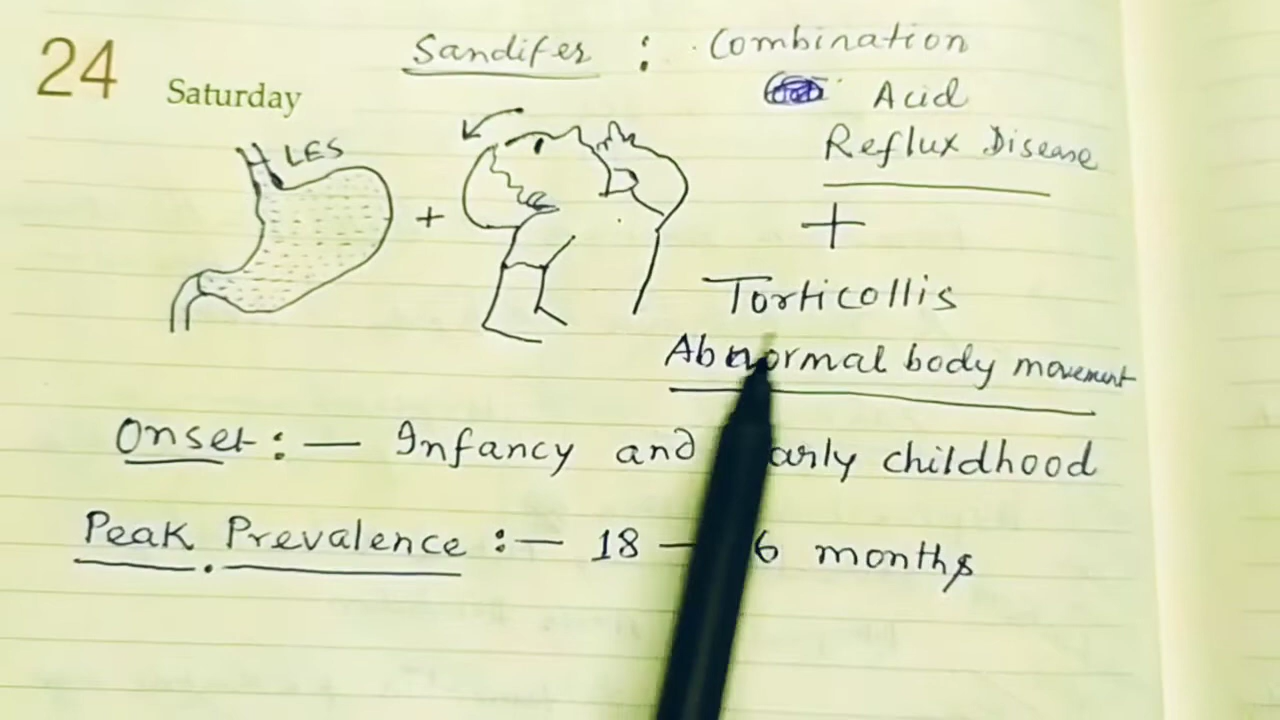 24
Saturday
Sandifer : Combination
Acid
Reflux Disease
LES
+
+
Torticollis
Abnormal body movement
Onset :— Infancy and arly childhood
Peak Prevalence :— 18 — 6 months